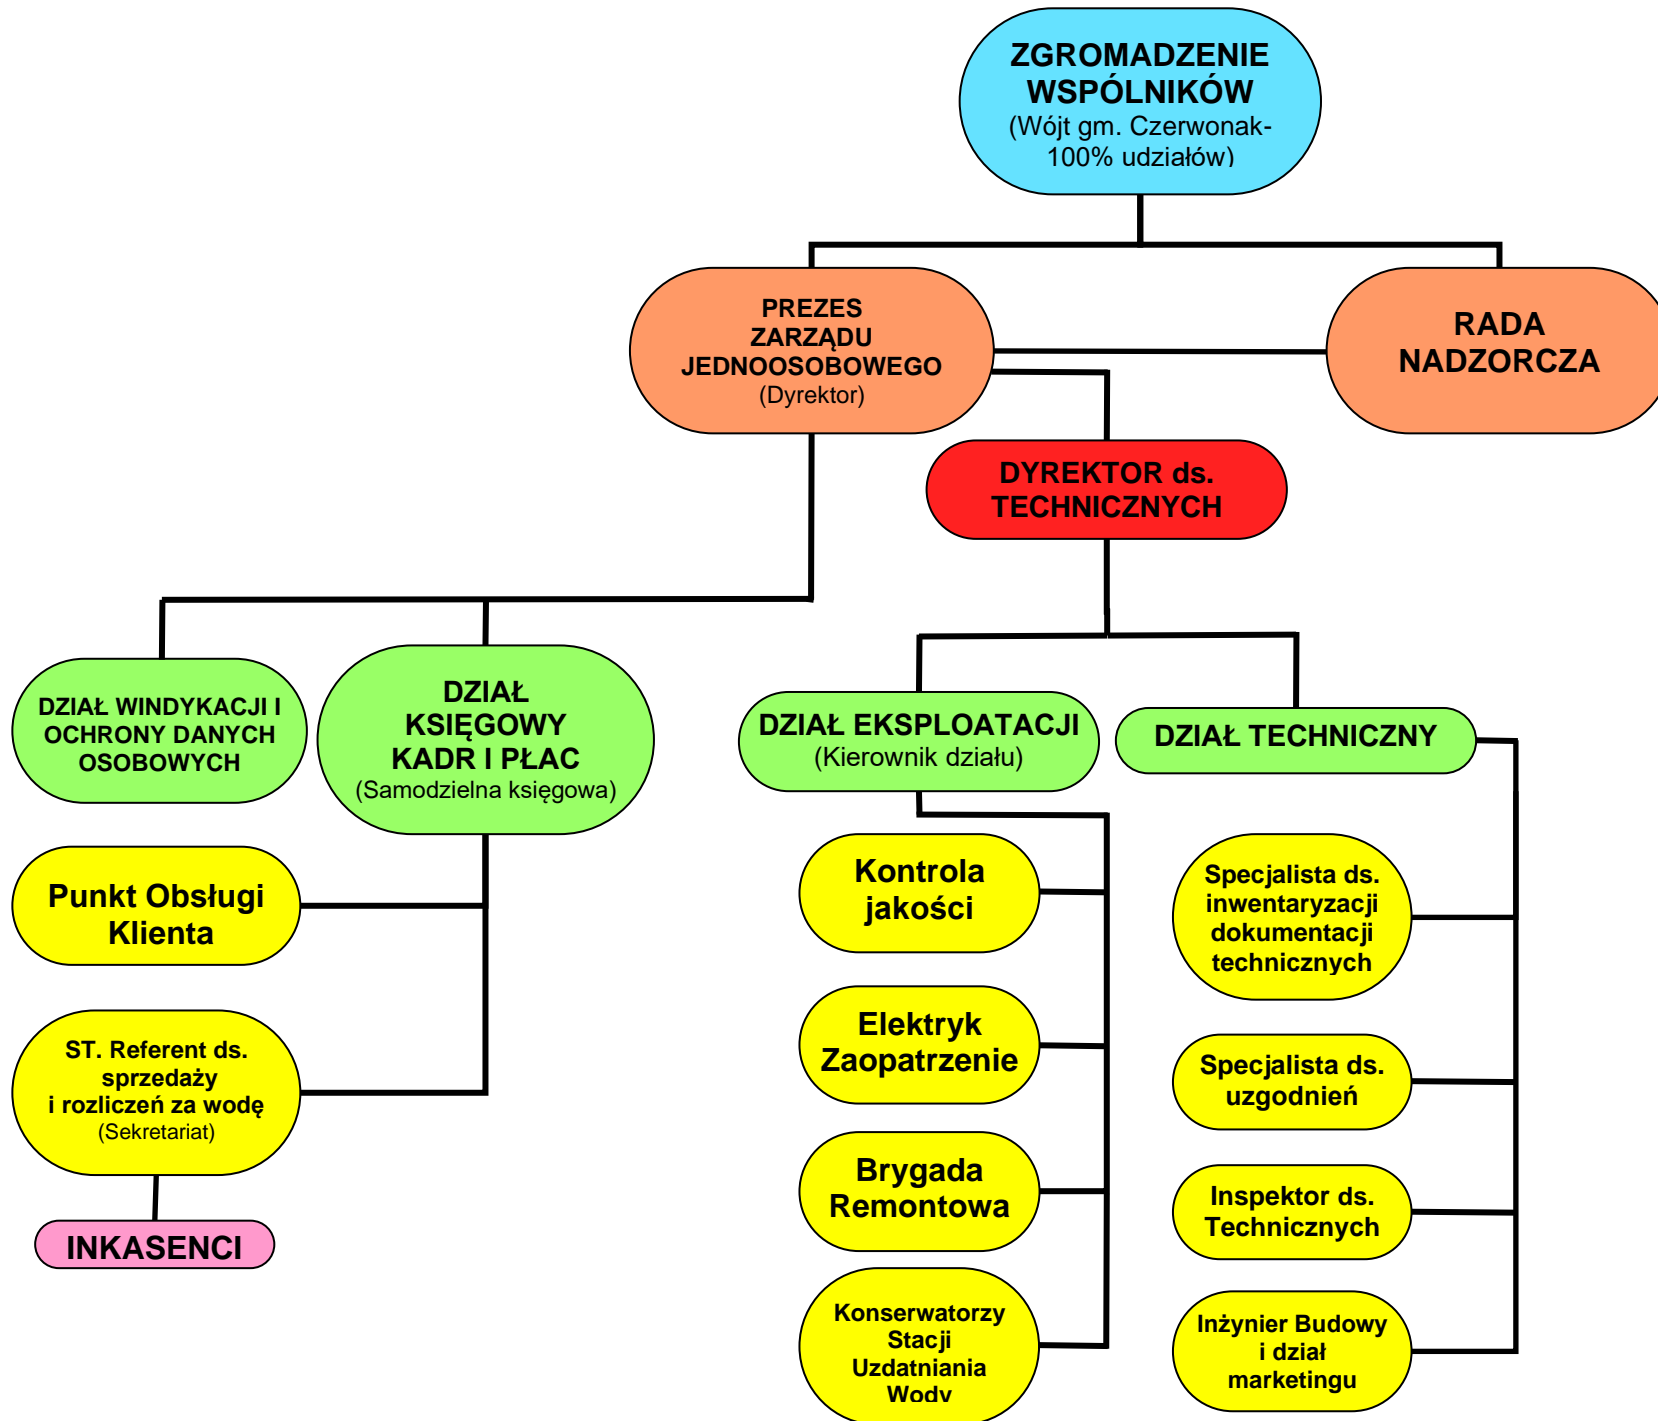 ZGROMADZENIE
WSPÓLNIKÓW
(Wójt gm. Czerwonak-
100% udziałów)
PREZES
ZARZĄDU
JEDNOOSOBOWEGO
(Dyrektor)
RADA
NADZORCZA
DYREKTOR ds.
TECHNICZNYCH
DZIAŁ WINDYKACJI I
OCHRONY DANYCH
OSOBOWYCH
DZIAŁ
KSIĘGOWY
KADR I PŁAC
(Samodzielna księgowa)
DZIAŁ EKSPLOATACJI
(Kierownik działu)
DZIAŁ TECHNICZNY
Punkt Obsługi
Klienta
ST. Referent ds.
sprzedaży
i rozliczeń za wodę
(Sekretariat)
INKASENCI
Kontrola
jakości
Elektryk
Zaopatrzenie
Brygada
Remontowa
Konserwatorzy
Stacji
Uzdatniania
Wody
Specjalista ds.
inwentaryzacji
dokumentacji
technicznych
Specjalista ds.
uzgodnień
Inspektor ds.
Technicznych
Inżynier Budowy
i dział
marketingu